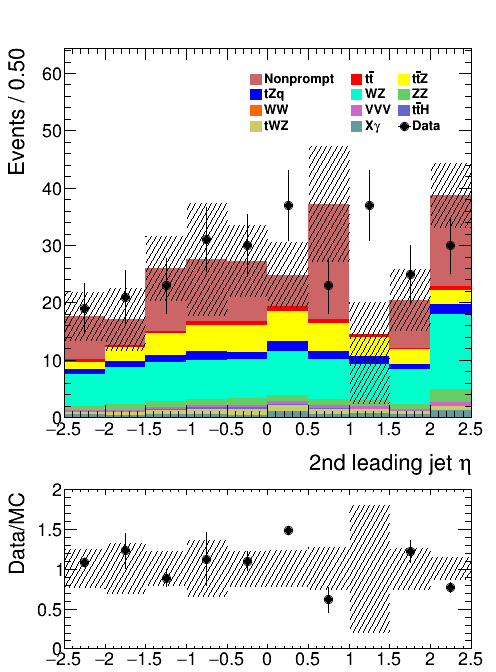 Events / 0.50
60
50
40
30
20
10
0
Nonprompt tt̄ tt̄Z
tZq WZ ZZ
WW VVV tt̄H
tWZ Xγ Data
−2.5 −2 −1.5 −1 −0.5 0 0.5 1 1.5 2 2.5
2nd leading jet η
Data/MC
2
1.5
1
0.5
0
−2.5 −2 −1.5 −1 −0.5 0 0.5 1 1.5 2 2.5